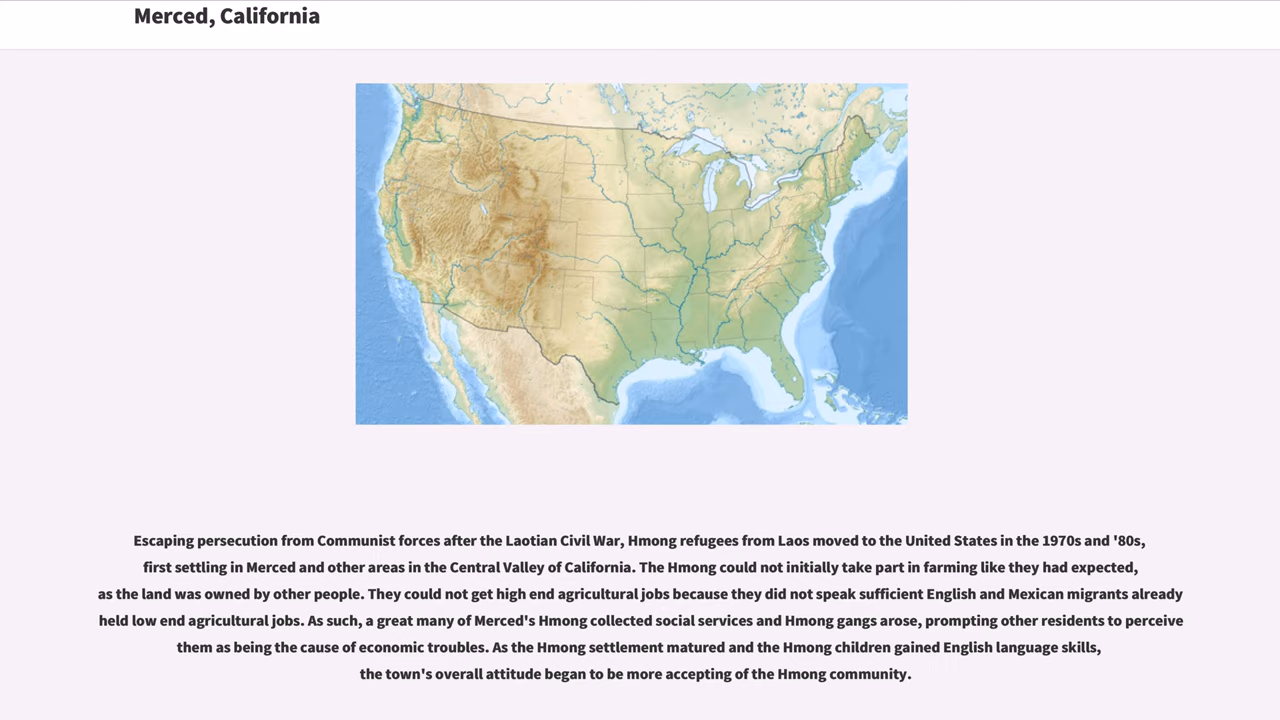 Merced, California
Escaping persecution from Communist forces after the Laotian Civil War, Hmong refugees from Laos moved to the United States in the 1970s and '80s,
first settling in Merced and other areas in the Central Valley of California. The Hmong could not initially take part in farming like they had expected,
as the land was owned by other people. They could not get high end agricultural jobs because they did not speak sufficient English and Mexican migrants already
held low end agricultural jobs. As such, a great many of Merced's Hmong collected social services and Hmong gangs arose, prompting other residents to perceive
them as being the cause of economic troubles. As the Hmong settlement matured and the Hmong children gained English language skills,
the town's overall attitude began to be more accepting of the Hmong community.